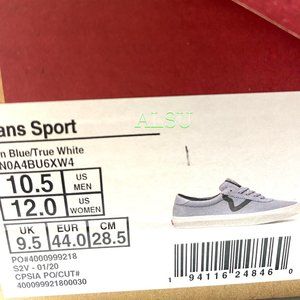 ans Sport
ALSU
n Blue/True White
N0A4BU6XW4
10.5 US MEN
12.0 US WOMEN
UK 9.5 EUR 44.0 CM 28.5
PO#4000999218
S2V - 01/20
CPSIA PO/CUT#
400099921800030
1 94116 24846 0